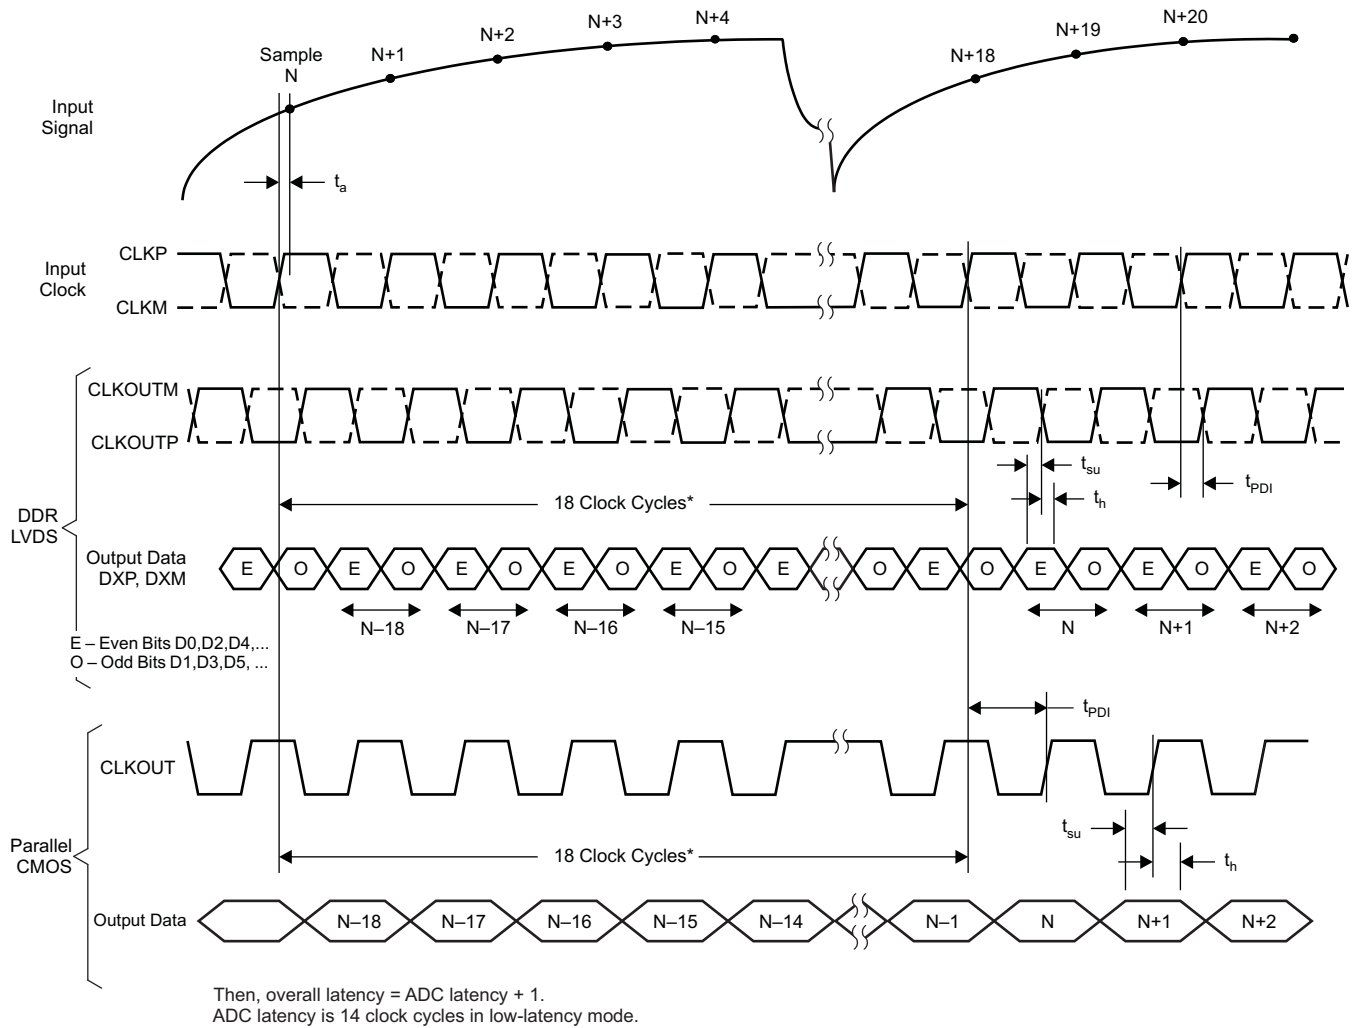 Sample
N
N+1
N+2
N+3
N+4
N+18
N+19
N+20
Input
Signal
ta
Input
Clock
CLKP
CLKM
DDR
LVDS
CLKOUTM
CLKOUTP
tsu
th
tPDI
18 Clock Cycles*
Output Data
DXP, DXM
E O E O E O E O E O E O E O E O E O E O
N–18 N–17 N–16 N–15 N N+1 N+2
E – Even Bits D0,D2,D4,...
O – Odd Bits D1,D3,D5, ...
Parallel
CMOS
tPDI
CLKOUT
tsu
th
18 Clock Cycles*
Output Data
N–18 N–17 N–16 N–15 N–14 N–1 N N+1 N+2
Then, overall latency = ADC latency + 1.
ADC latency is 14 clock cycles in low-latency mode.